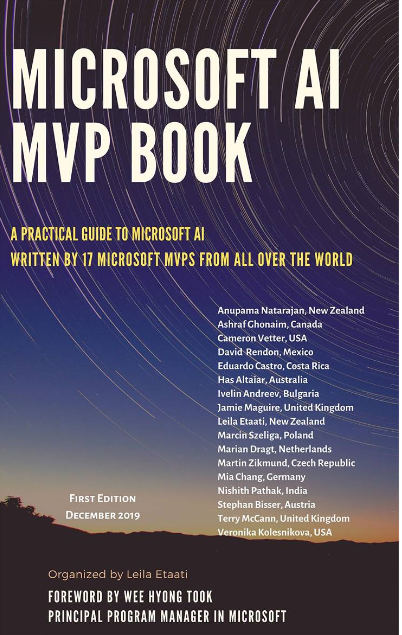 MICROSOFT AI
MVP BOOK
A PRACTICAL GUIDE TO MICROSOFT AI
WRITTEN BY 17 MICROSOFT MVPS FROM ALL OVER THE WORLD
Anupama Natarajan, New Zealand
Ashraf Ghonaim, Canada
Cameron Vetter, USA
David Rendon, Mexico
Eduardo Castro, Costa Rica
Has Altaiar, Australia
Ivelin Andreev, Bulgaria
Jamie Maguire, United Kingdom
Leila Etaati, New Zealand
Marcin Szeliga, Poland
Marian Dragt, Netherlands
Martin Zikmund, Czech Republic
Mia Chang, Germany
Nishith Pathak, India
Stephan Bisser, Austria
Terry McCann, United Kingdom
Veronika Kolesnikova, USA
First Edition
December 2019
Organized by Leila Etaati
FOREWORD BY WEE HYONG TOOK
PRINCIPAL PROGRAM MANAGER IN MICROSOFT